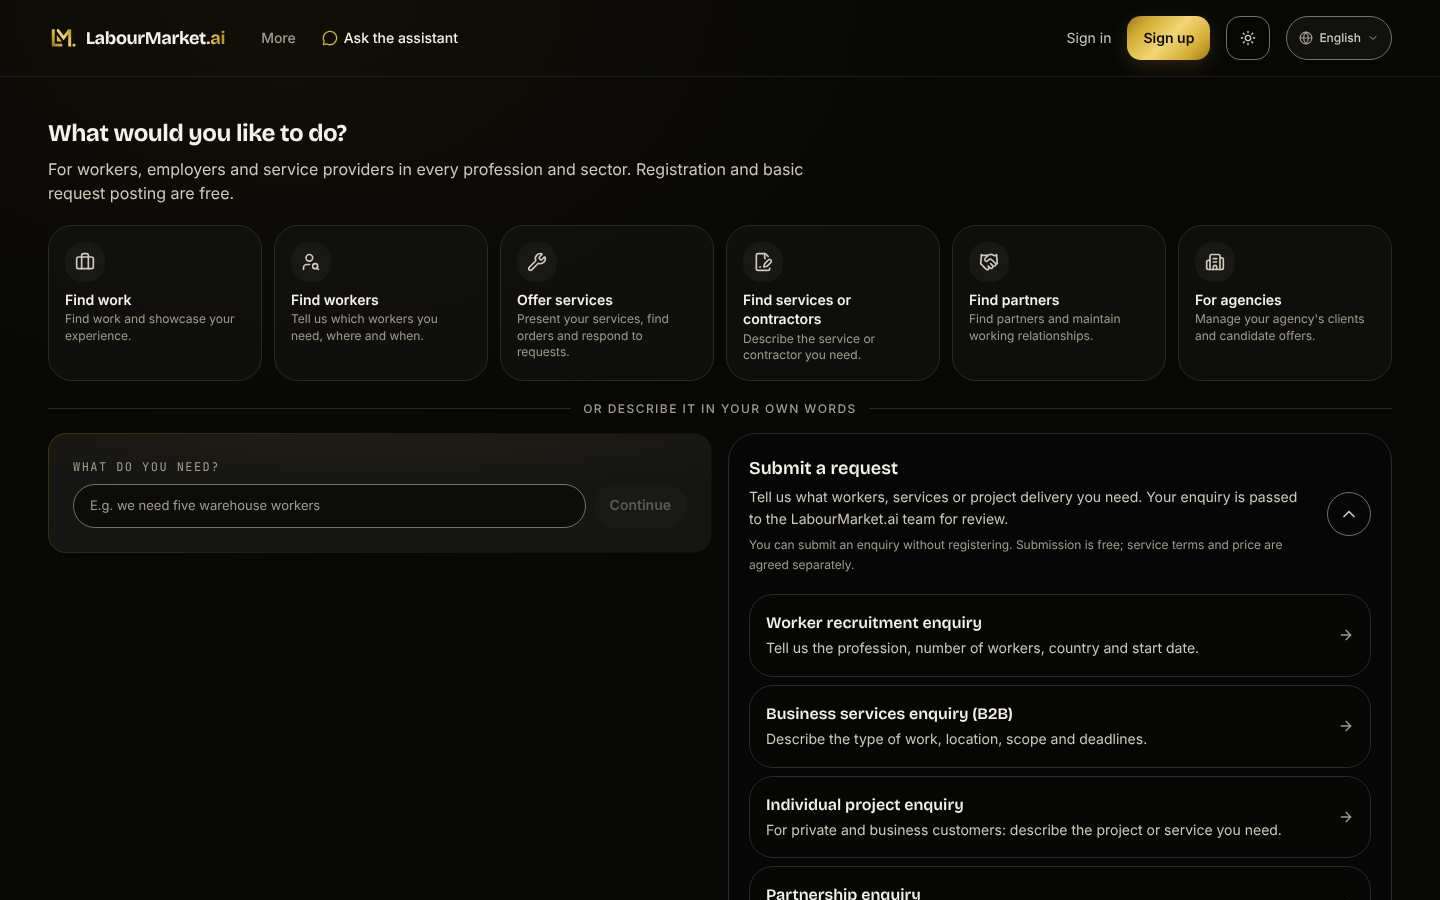 LabourMarket.ai
More
Ask the assistant
Sign in
Sign up
English
What would you like to do?
For workers, employers and service providers in every profession and sector. Registration and basic
request posting are free.
Find work
Find work and showcase your
experience.
Find workers
Tell us which workers you
need, where and when.
Offer services
Present your services, find
orders and respond to
requests.
Find services or
contractors
Describe the service or
contractor you need.
Find partners
Find partners and maintain
working relationships.
For agencies
Manage your agency's clients
and candidate offers.
OR DESCRIBE IT IN YOUR OWN WORDS
WHAT DO YOU NEED?
E.g. we need five warehouse workers
Continue
Submit a request
Tell us what workers, services or project delivery you need. Your enquiry is passed
to the LabourMarket.ai team for review.
You can submit an enquiry without registering. Submission is free; service terms and price are
agreed separately.
Worker recruitment enquiry
Tell us the profession, number of workers, country and start date.
Business services enquiry (B2B)
Describe the type of work, location, scope and deadlines.
Individual project enquiry
For private and business customers: describe the project or service you need.
Partnership enquiry